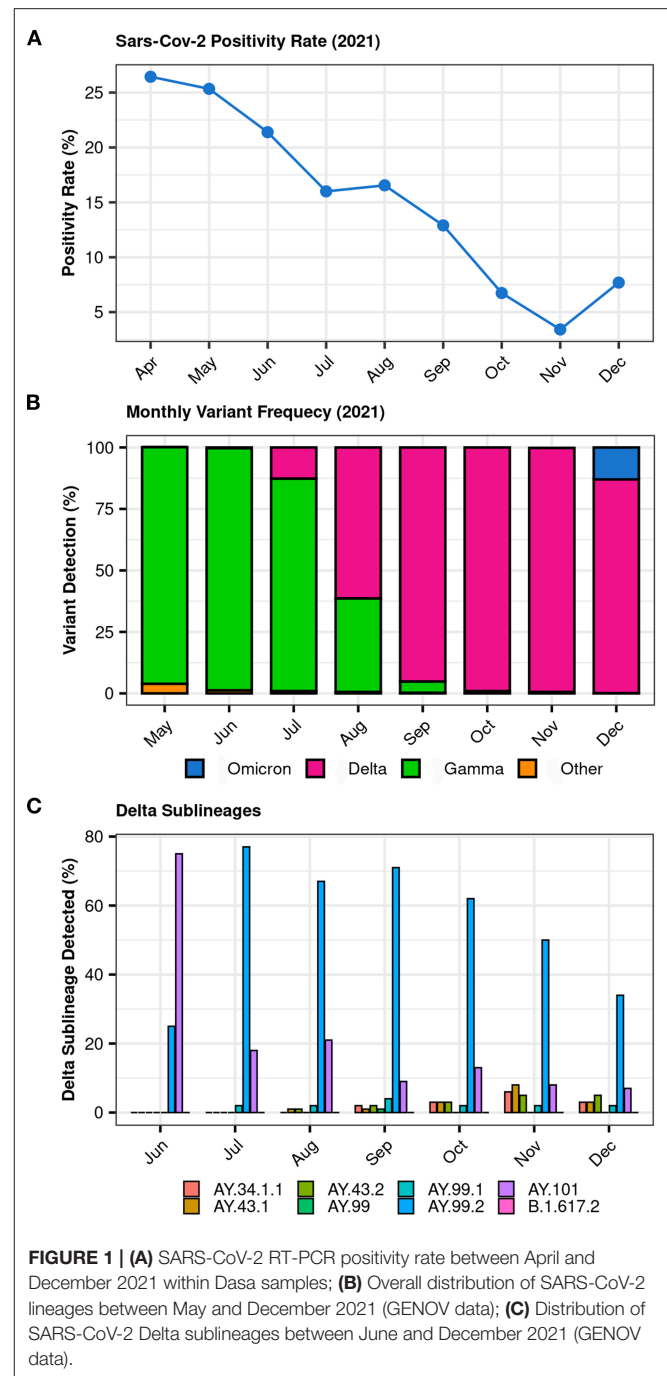 A
Sars-Cov-2 Positivity Rate (2021)
Positivity Rate (%)
25
20
15
10
5
Apr May Jun Jul Aug Sep Oct Nov Dec
B
Monthly Variant Frequecy (2021)
Variant Detection (%)
100
75
50
25
0
May Jun Jul Aug Sep Oct Nov Dec
Omicron Delta Gamma Other
C
Delta Sublineages
Delta Sublineage Detected (%)
80
60
40
20
0
Jun Jul Aug Sep Oct Nov Dec
AY.34.1.1 AY.43.2 AY.99.1 AY.101
AY.43.1 AY.99 AY.99.2 B.1.617.2
FIGURE 1 | (A) SARS-CoV-2 RT-PCR positivity rate between April and
December 2021 within Dasa samples; (B) Overall distribution of SARS-CoV-2
lineages between May and December 2021 (GENOV data); (C) Distribution of
SARS-CoV-2 Delta sublineages between June and December 2021 (GENOV
data).